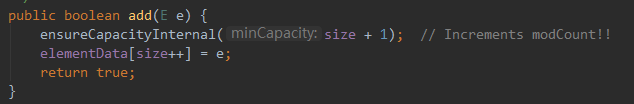 public boolean add(E e) {
ensureCapacityInternal( minCapacity: size + 1);  // Increments modCount!!
elementData[size++] = e;
return true;
}